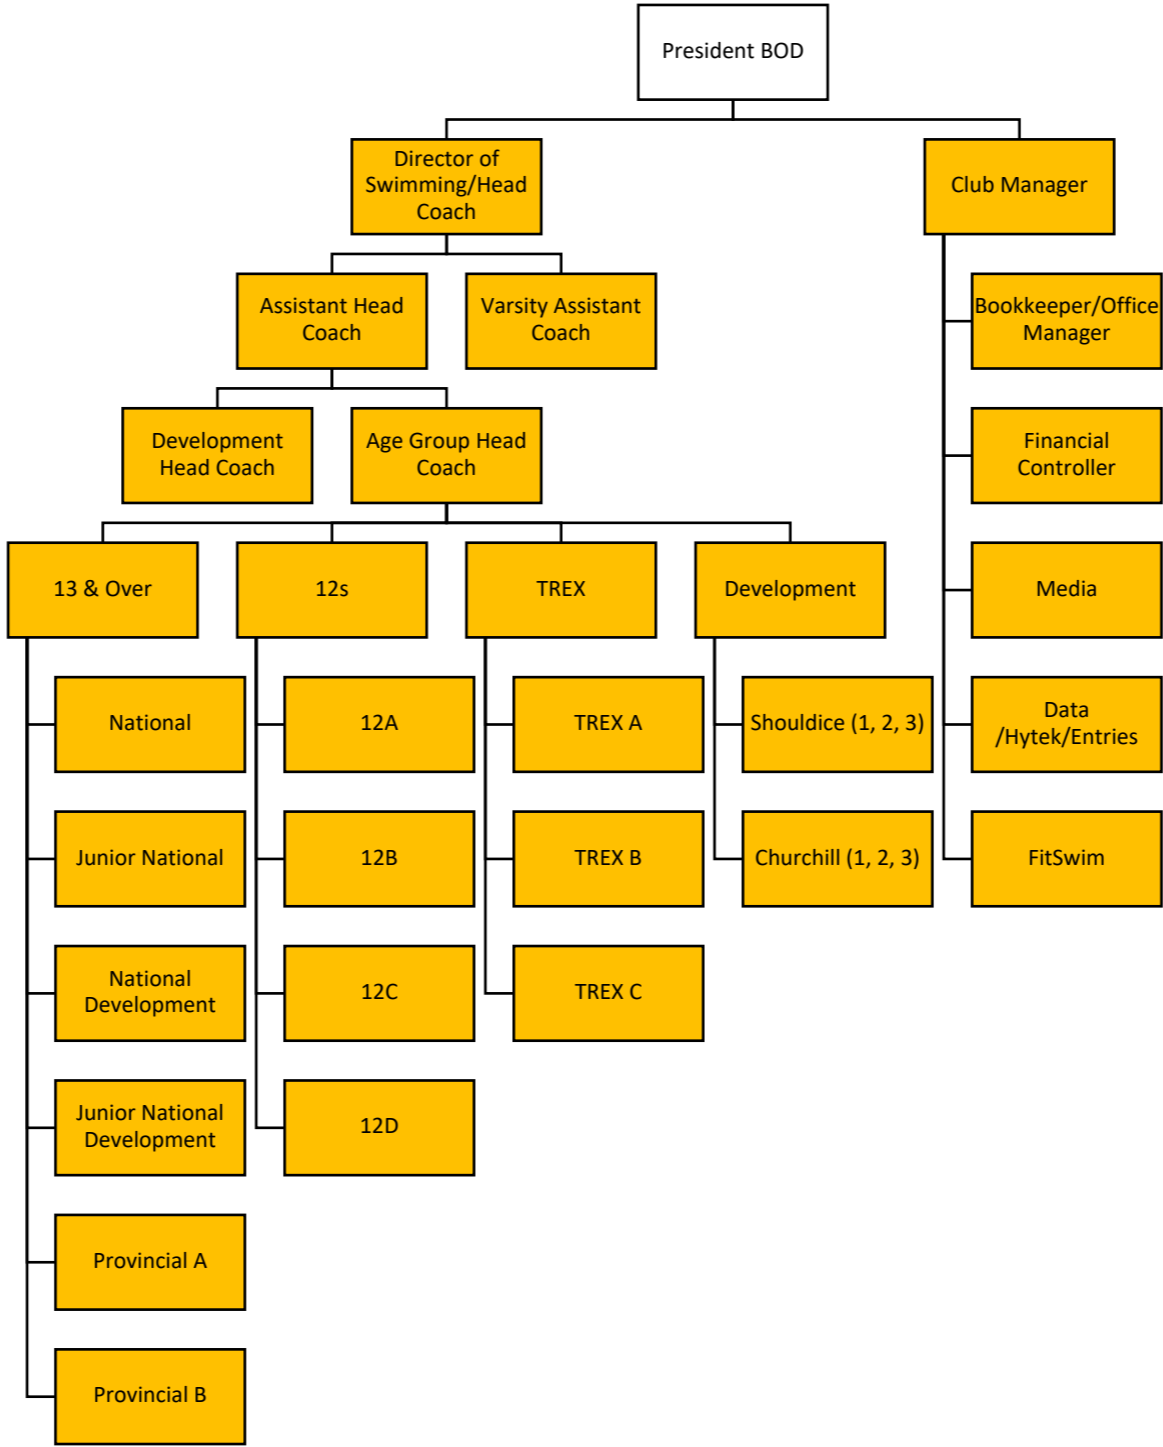 President BOD
Director of
Swimming/Head
Coach
Club Manager
Assistant Head
Coach
Varsity Assistant
Coach
Bookkeeper/Office
Manager
Development
Head Coach
Age Group Head
Coach
Financial
Controller
13 & Over
12s
TREX
Development
Media
National
12A
TREX A
Shouldice (1, 2, 3)
Data
/Hytek/Entries
Junior National
12B
TREX B
Churchill (1, 2, 3)
FitSwim
National
Development
12C
TREX C
Junior National
Development
12D
Provincial A
Provincial B